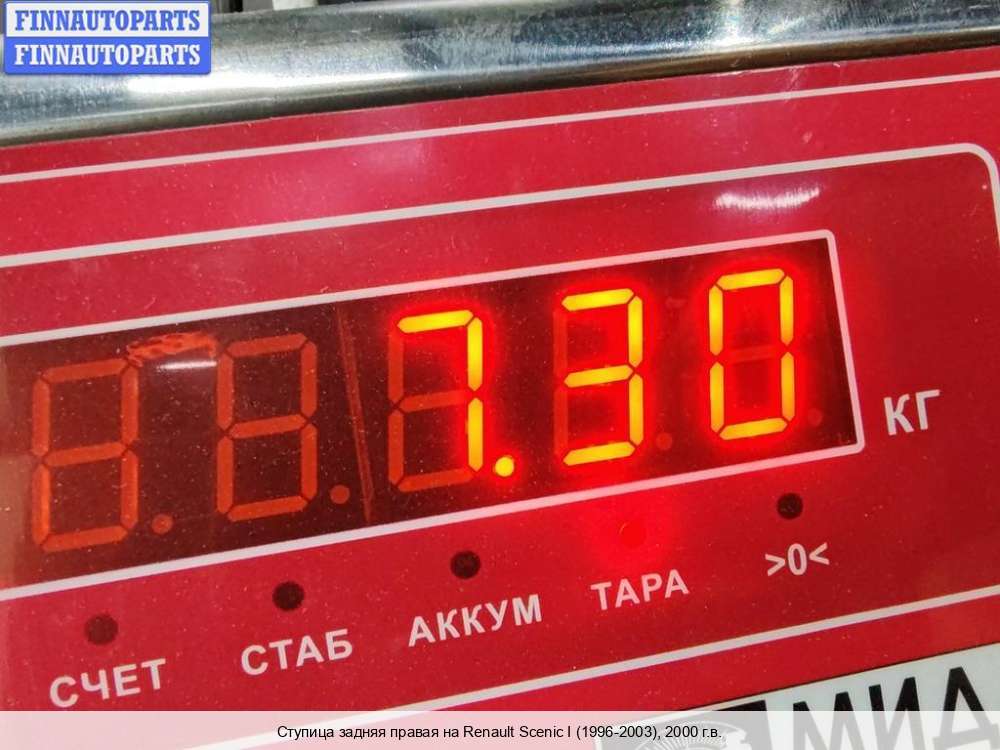 FINNAUTOPARTS
FINNAUTOPARTS
7.30
КГ
СЧЕТ СТАБ АККУМ ТАРА >0<
МИД
Ступица задняя правая на Renault Scenic I (1996-2003), 2000 г.в.